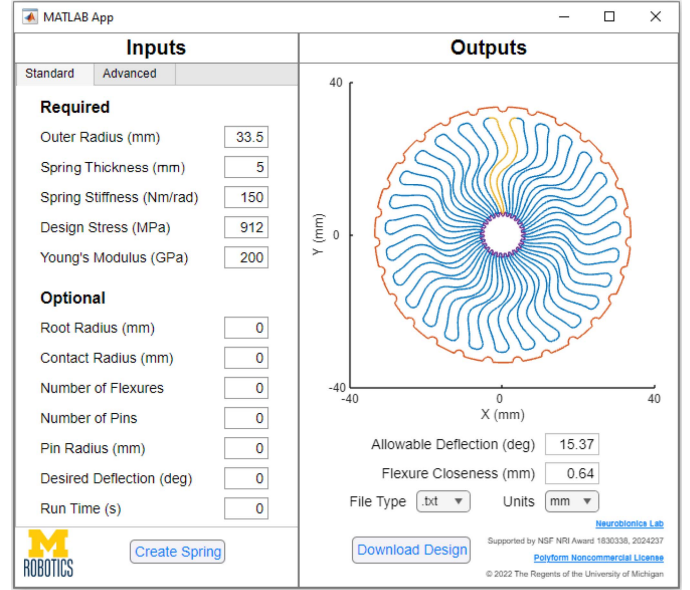 MATLAB App
Inputs
Standard Advanced
Required
Outer Radius (mm) 33.5
Spring Thickness (mm) 5
Spring Stiffness (Nm/rad) 150
Design Stress (MPa) 912
Young's Modulus (GPa) 200
Optional
Root Radius (mm) 0
Contact Radius (mm) 0
Number of Flexures 0
Number of Pins 0
Pin Radius (mm) 0
Desired Deflection (deg) 0
Run Time (s) 0
M
ROBOTICS
Create Spring
Outputs
40
Y (mm)
0
-40
-40 0 40
X (mm)
Allowable Deflection (deg) 15.37
Flexure Closeness (mm) 0.64
File Type .txt Units mm
Neurobionics Lab
Supported by NSF NRI Award 1830338, 2024237
Download Design
Polyform Noncommercial License
© 2022 The Regents of the University of Michigan